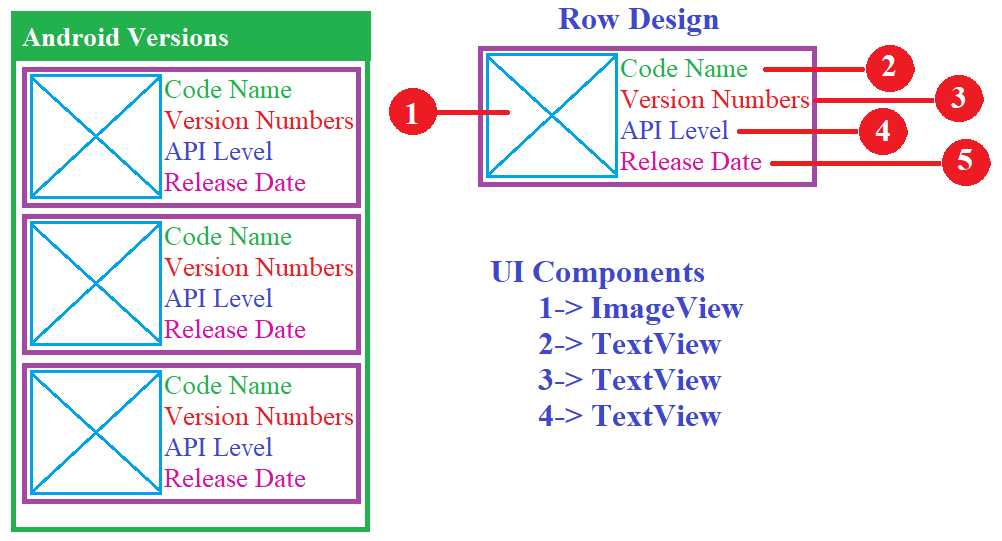 Android Versions
Code Name
Version Numbers
API Level
Release Date
Code Name
Version Numbers
API Level
Release Date
Code Name
Version Numbers
API Level
Release Date
Row Design
1
Code Name
2
Version Numbers
3
API Level
4
Release Date
5
UI Components
1-> ImageView
2-> TextView
3-> TextView
4-> TextView